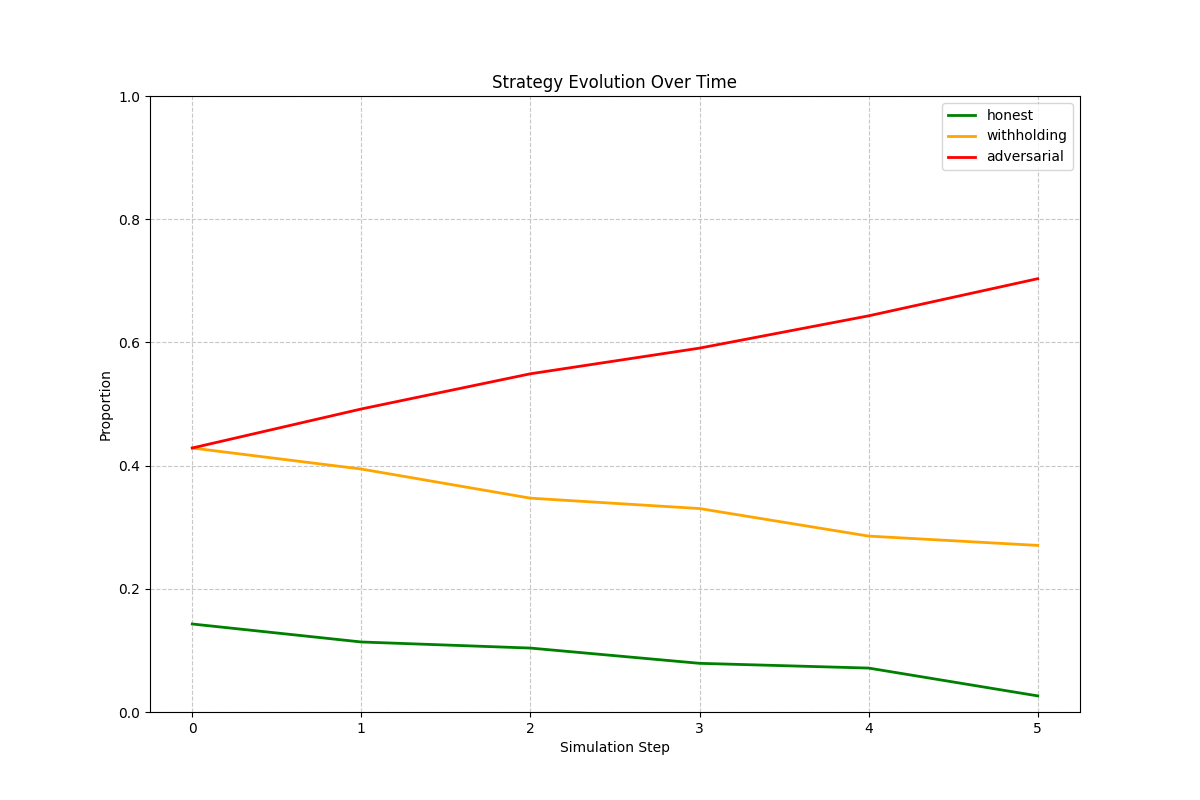 Strategy Evolution Over Time
1.0
0.8
0.6
0.4
0.2
0.0
Proportion
honest
withholding
adversarial
0 1 2 3 4 5
Simulation Step